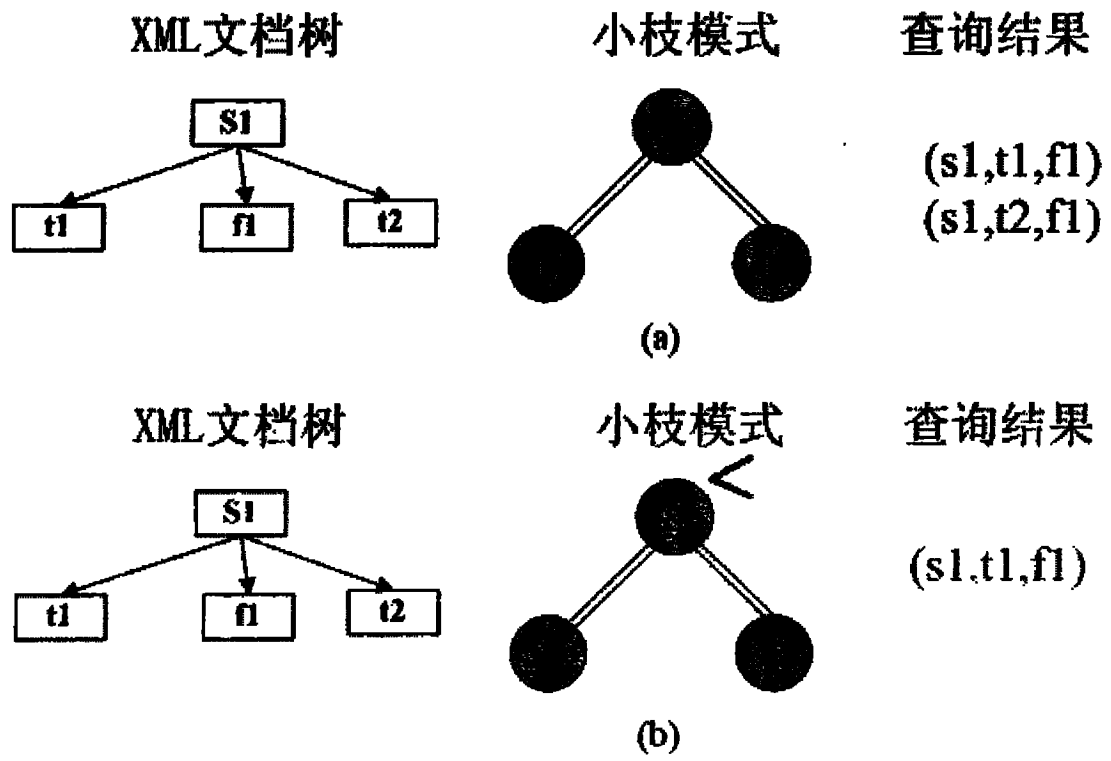 XML文档树 小枝模式 查询结果
S1
(s1,t1,f1)
t1 f1 t2
(s1,t2,f1)
(a)
XML文档树 小枝模式 查询结果
<
S1
(s1,t1,f1)
t1 f1 t2
(b)